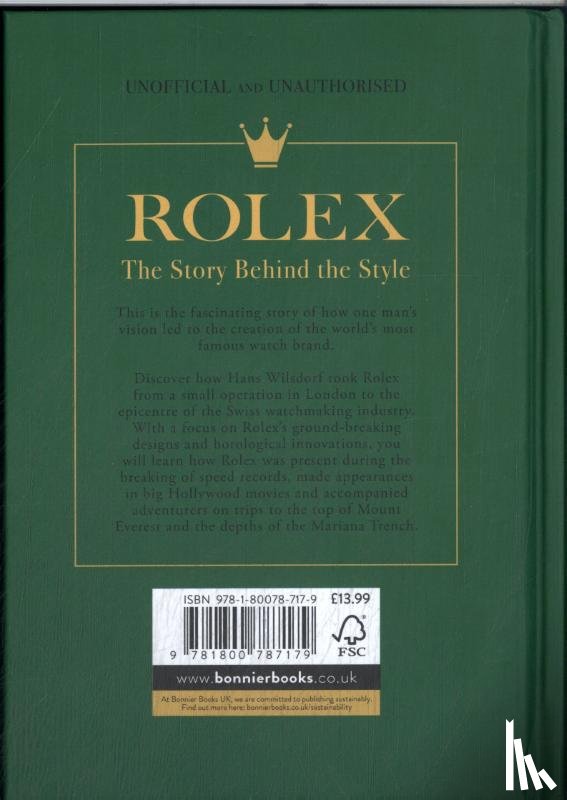 UNOFFICIAL AND UNAUTHORISED
ROLEX
The Story Behind the Style
This is the fascinating story of how one man's
vision led to the creation of the world's most
famous watch brand.
Discover how Hans Wilsdorf took Rolex
from a small operation in London to the
epicentre of the Swiss watchmaking industry.
With a focus on Rolex's ground-breaking
designs and horological innovations, you
will learn how Rolex was present during the
breaking of speed records, made appearances
in big Hollywood movies and accompanied
adventurers on trips to the top of Mount
Everest and the depths of the Mariana Trench.
ISBN 978-1-80078-717-9 £13.99
9 781800 787179
FSC
www.bonnierbooks.co.uk
At Bonnier Books UK, we are committed to publishing sustainably.
Find out more here: bonnierbooks.co.uk/sustainability